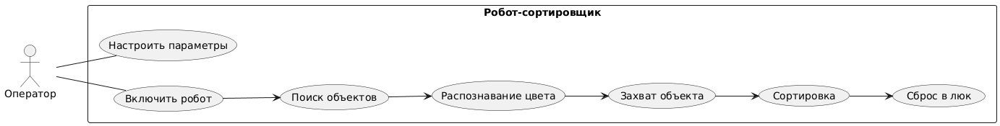 Робот-сортировщик
Настроить параметры
Оператор
Включить робот
Поиск объектов
Распознавание цвета
Захват объекта
Сортировка
Сброс в люк